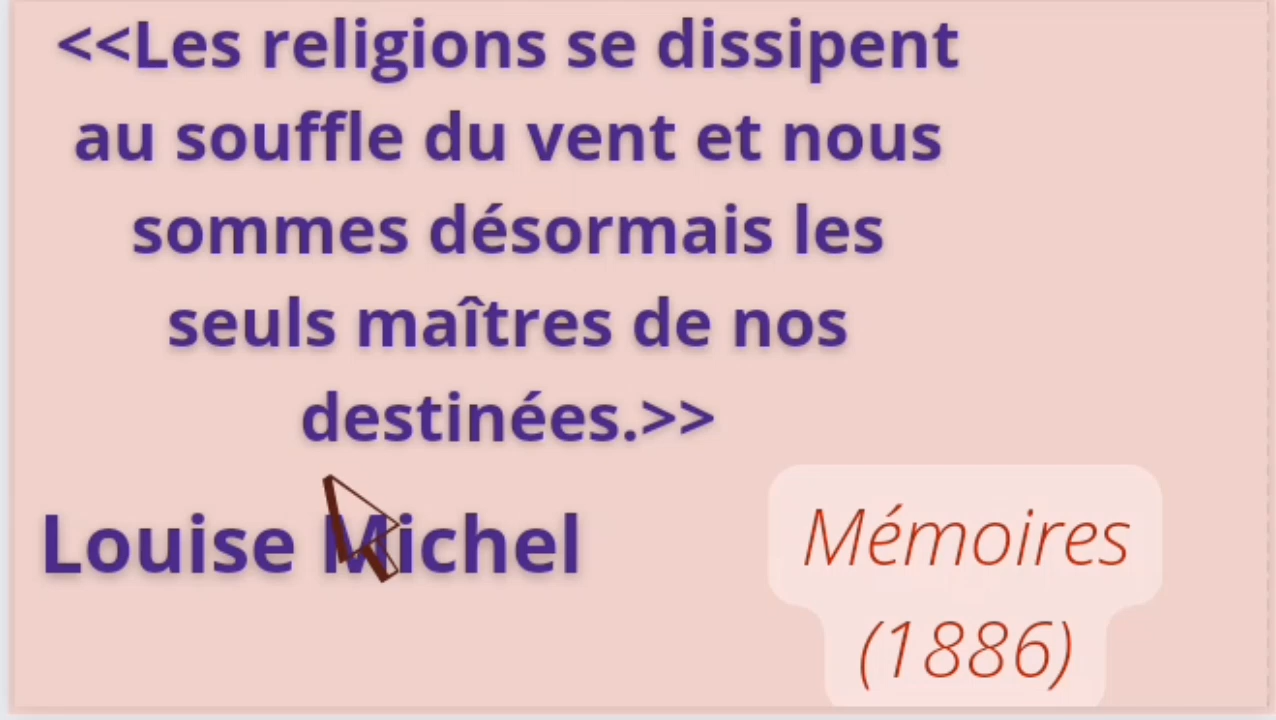 <<Les religions se dissipent
au souffle du vent et nous
sommes désormais les
seuls maîtres de nos
destinées.>>
Louise Michel
Mémoires
(1886)